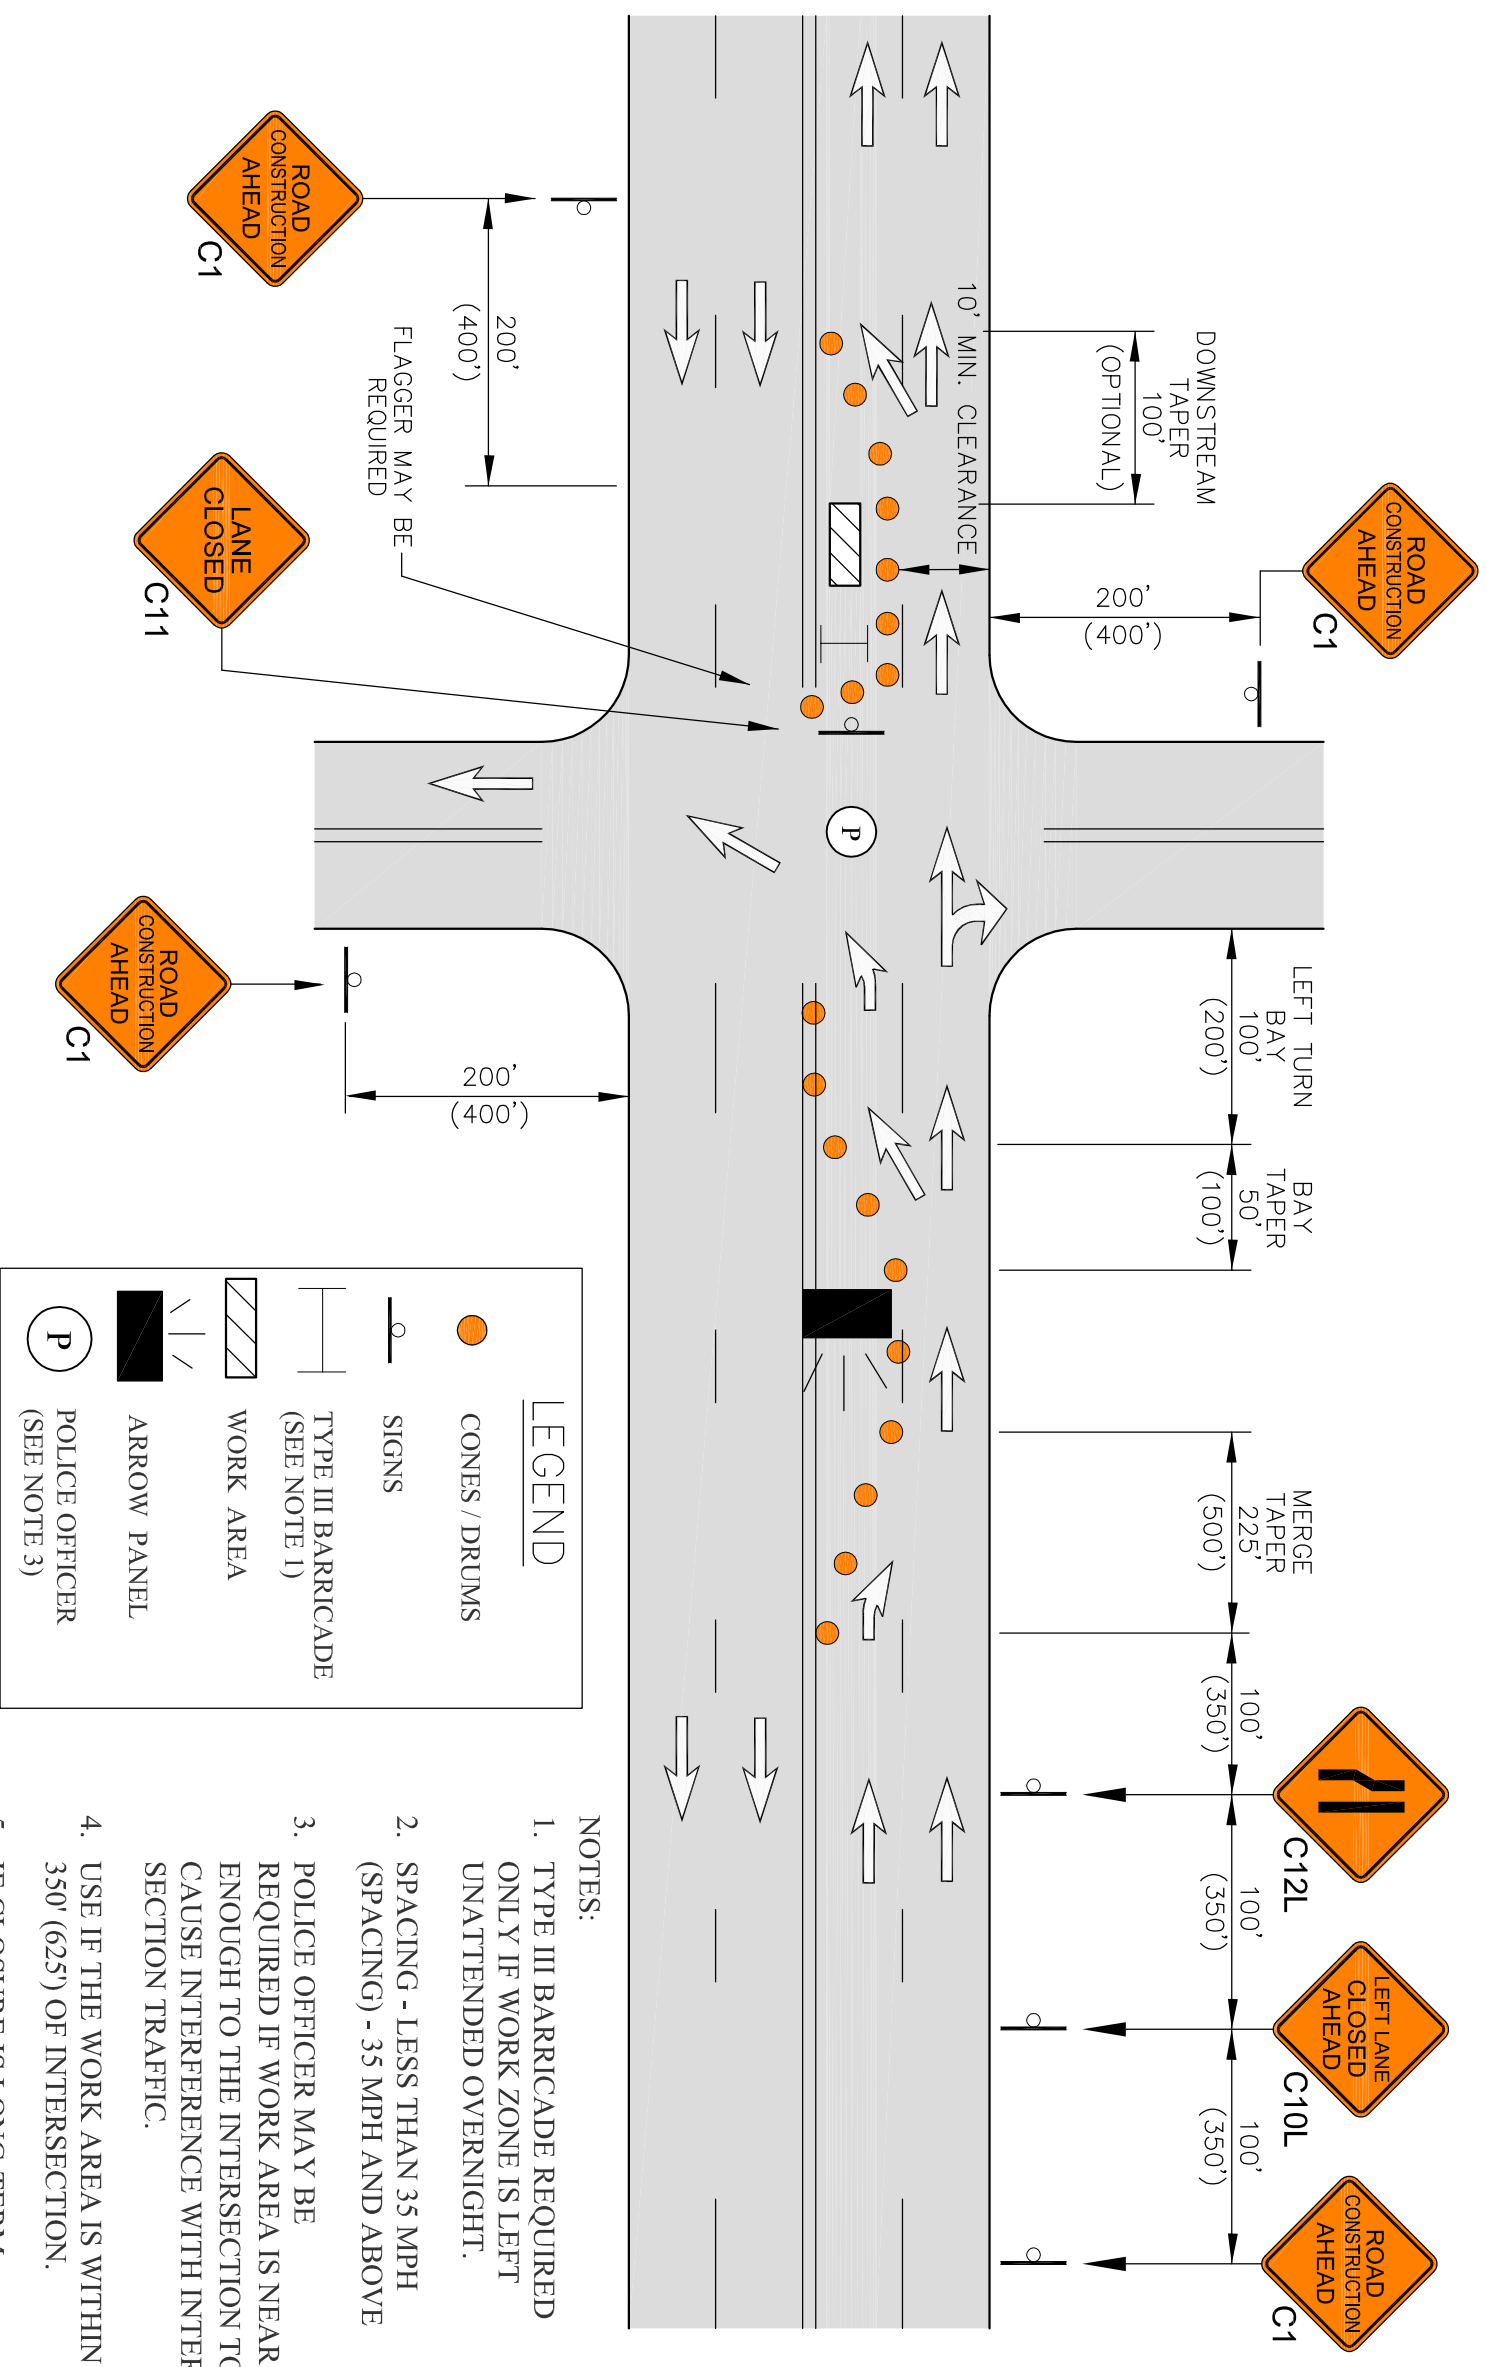 ROAD
CONSTRUCTION
AHEAD
C1
DOWNSTREAM
TAPER
100'
(OPTIONAL)
10' MIN. CLEARANCE
200'
(400')
LEFT TURN
BAY
100'
(200')
BAY
TAPER
50'
(100')
MERGE
TAPER
225'
(500')
100'
(350')
C12L
100'
(350')
LEFT LANE
CLOSED
AHEAD
C10L
100'
(350')
ROAD
CONSTRUCTION
AHEAD
C1
P
ROAD
CONSTRUCTION
AHEAD
C1
200'
(400')
FLAGGER MAY BE
REQUIRED
LANE
CLOSED
C11
ROAD
CONSTRUCTION
AHEAD
C1
200'
(400')
LEGEND
CONES / DRUMS
SIGNS
TYPE III BARRICADE
(SEE NOTE 1)
WORK AREA
ARROW PANEL
P
POLICE OFFICER
(SEE NOTE 3)
NOTES:
1. TYPE III BARRICADE REQUIRED
ONLY IF WORK ZONE IS LEFT
UNATTENDED OVERNIGHT.
2. SPACING - LESS THAN 35 MPH
(SPACING) - 35 MPH AND ABOVE
3. POLICE OFFICER MAY BE
REQUIRED IF WORK AREA IS NEAR
ENOUGH TO THE INTERSECTION TO
CAUSE INTERFERENCE WITH INTER
SECTION TRAFFIC.
4. USE IF THE WORK AREA IS WITHIN
350' (625') OF INTERSECTION.